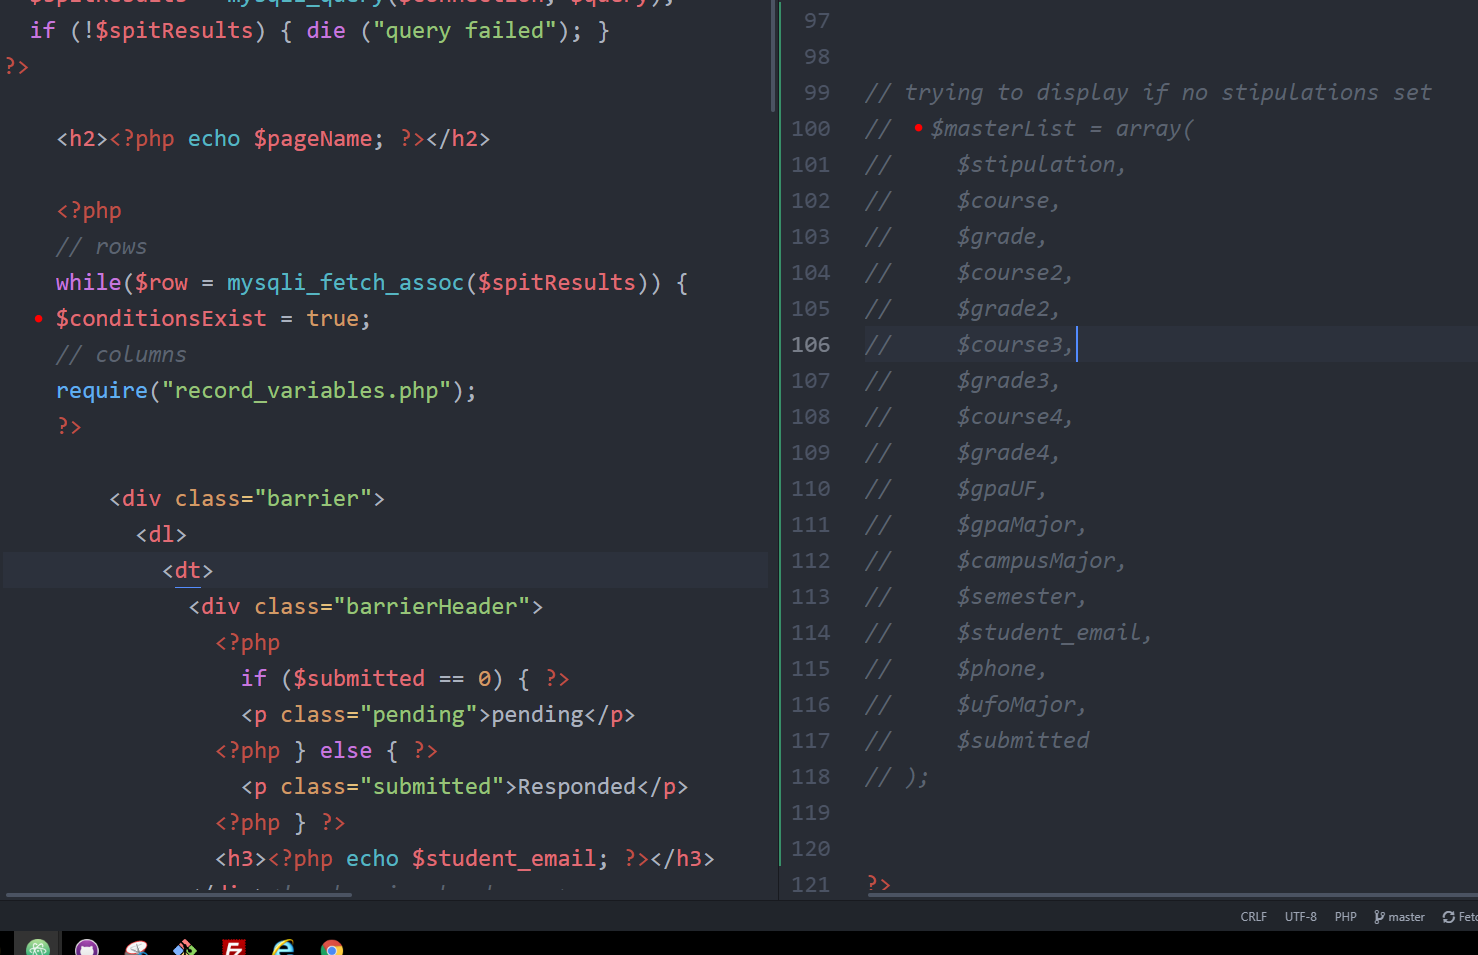 $spitResults = mysqli_query($connection, $query);
if (!$spitResults) { die ("query failed"); }
?>
<h2><?php echo $pageName; ?></h2>
<?php
// rows
while($row = mysqli_fetch_assoc($spitResults)) {
$conditionsExist = true;
// columns
require("record_variables.php");
?>
<div class="barrier">
<dl>
<dt>
<div class="barrierHeader">
<?php
if ($submitted == 0) { ?>
<p class="pending">pending</p>
<?php } else { ?>
<p class="submitted">Responded</p>
<?php } ?>
<h3><?php echo $student_email; ?></h3>
97
98
99 // trying to display if no stipulations set
100 // $masterList = array(
101 // $stipulation,
102 // $course,
103 // $grade,
104 // $course2,
105 // $grade2,
106 // $course3,
107 // $grade3,
108 // $course4,
109 // $grade4,
110 // $gpaUF,
111 // $gpaMajor,
112 // $campusMajor,
113 // $semester,
114 // $student_email,
115 // $phone,
116 // $ufoMajor,
117 // $submitted
118 // );
119
120
121 ?>
CRLF UTF-8 PHP master Fetc